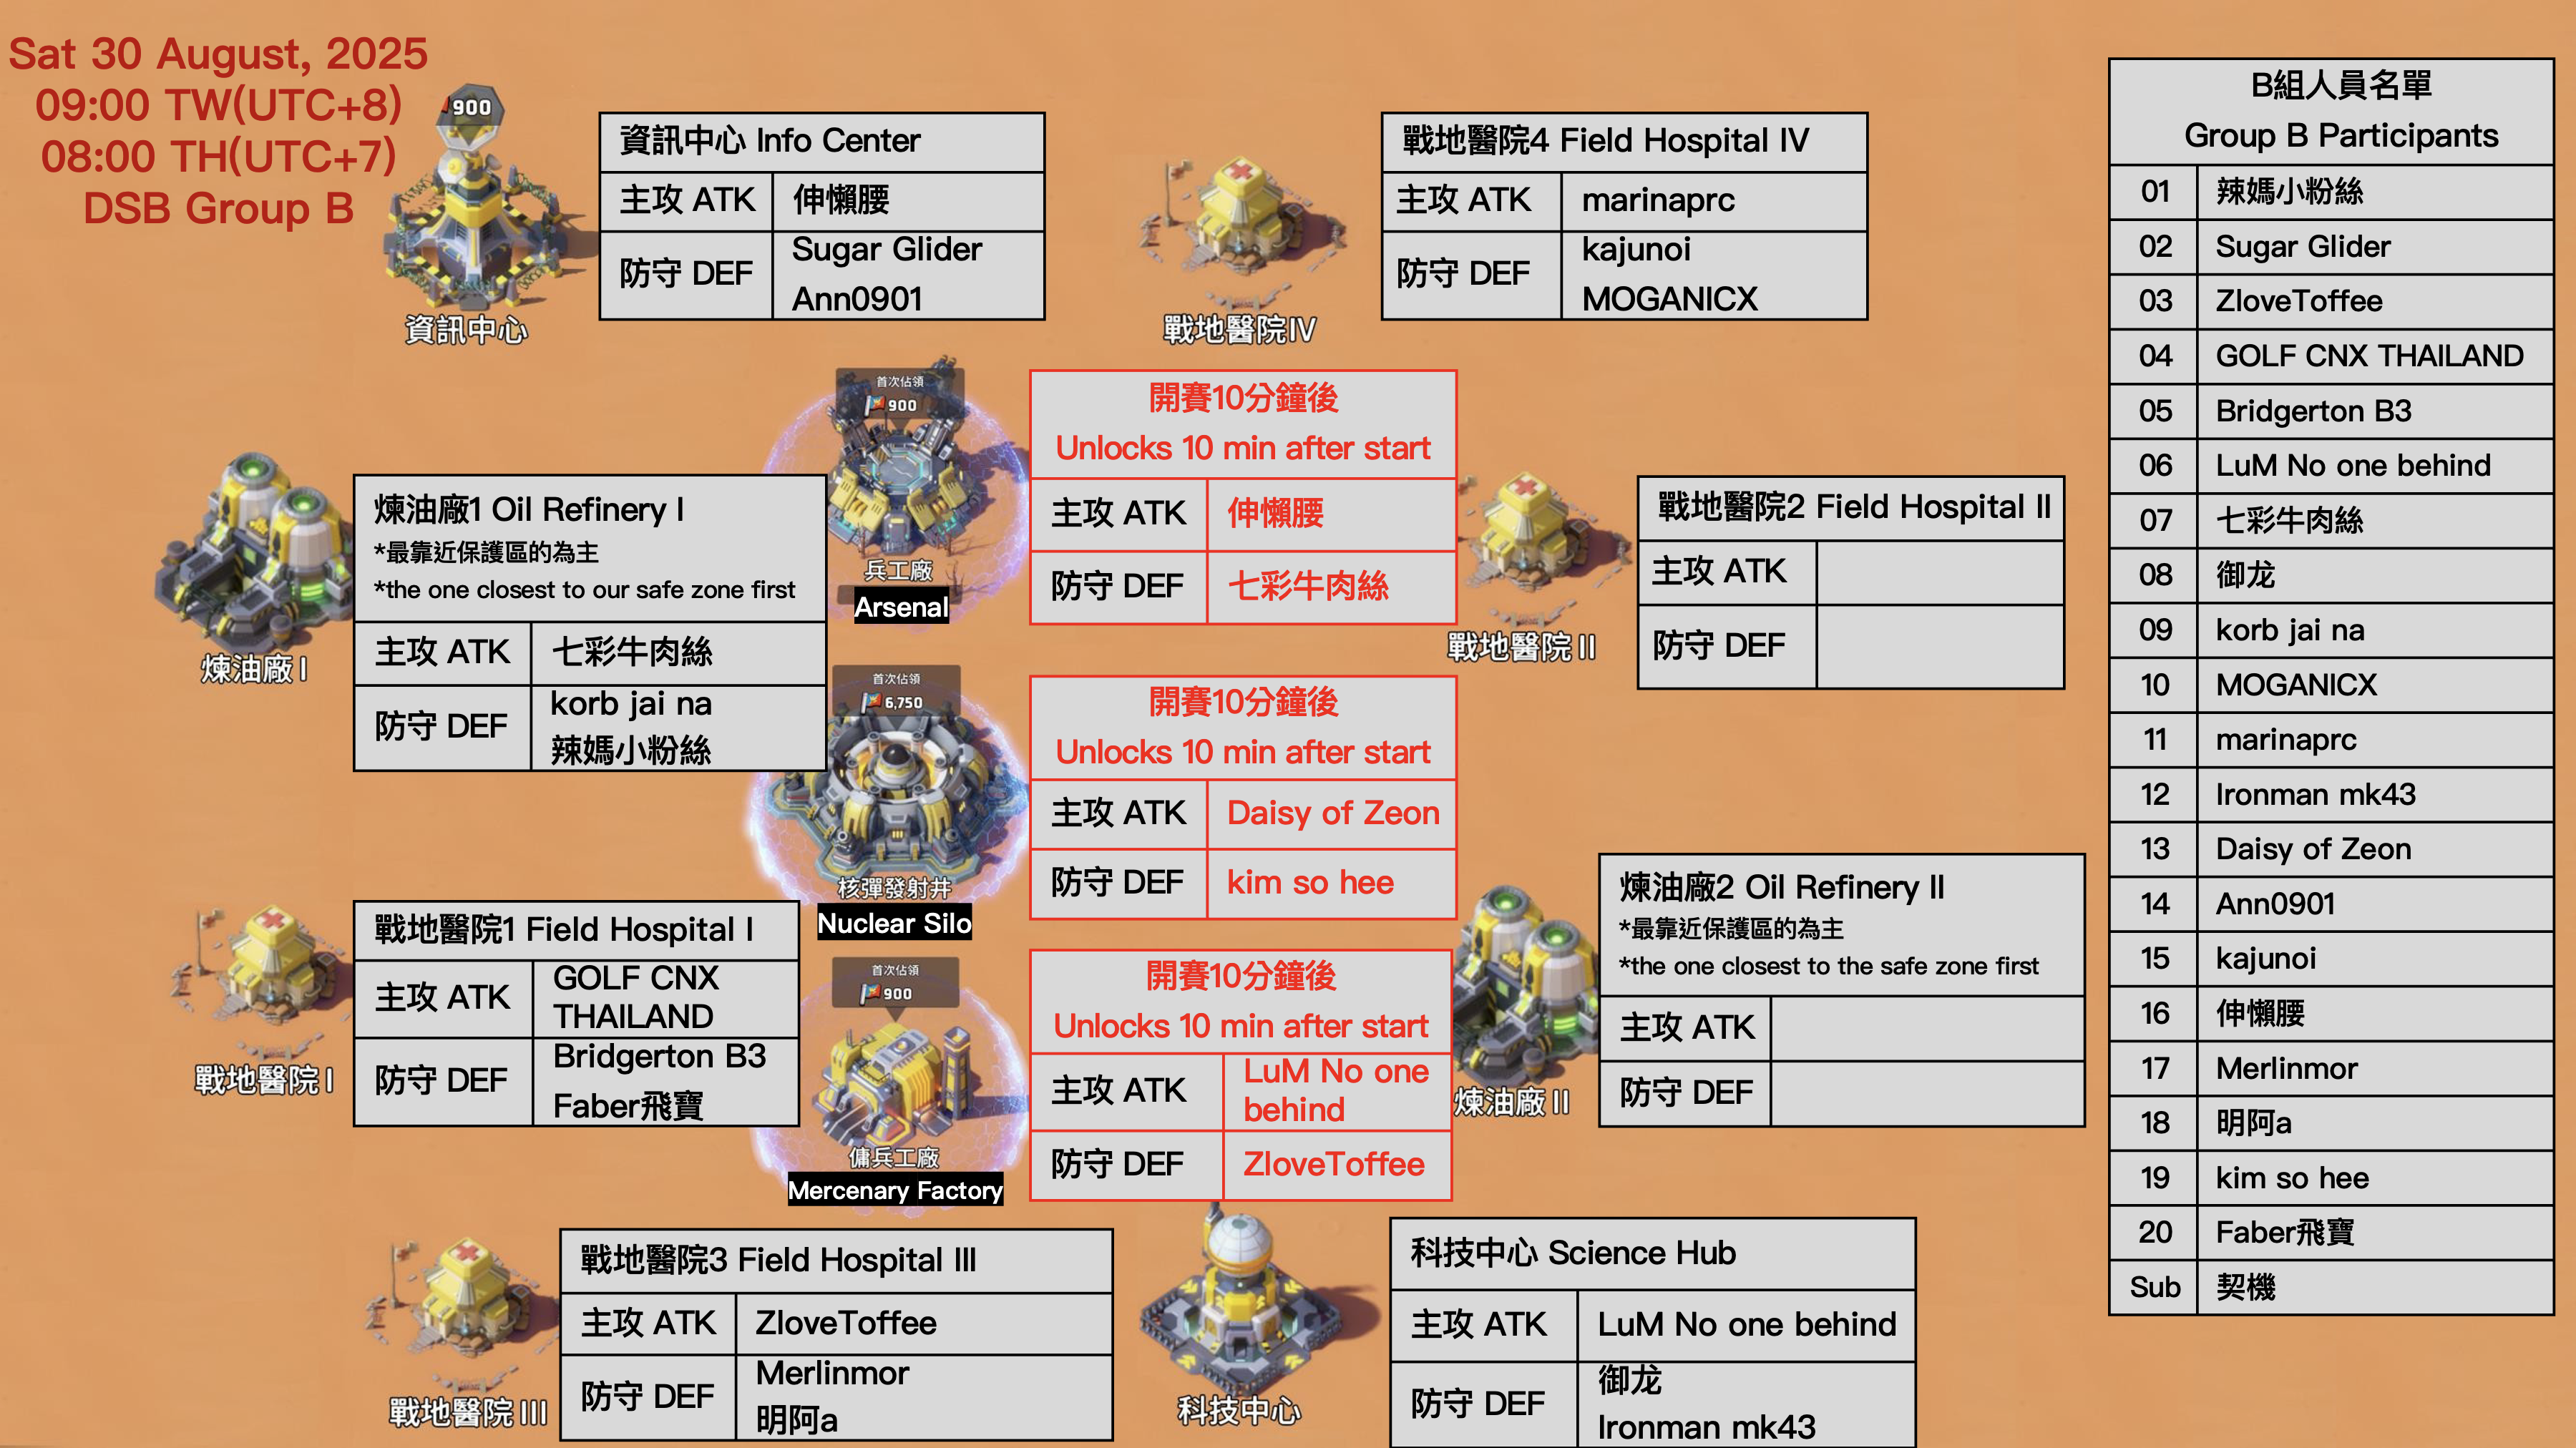 Sat 30 August, 2025
09:00 TW(UTC+8)
08:00 TH(UTC+7)
DSB Group B
900
資訊中心
資訊中心 Info Center
主攻 ATK
伸懶腰
防守 DEF
Sugar Glider
Ann0901
戰地醫院IV
戰地醫院4 Field Hospital IV
主攻 ATK
marinaprc
防守 DEF
kajunoi
MOGANICX
煉油廠 I
煉油廠1 Oil Refinery I
*最靠近保護區的為主
*the one closest to our safe zone first
主攻 ATK
七彩牛肉絲
防守 DEF
korb jai na
辣媽小粉絲
首次佔領
900
兵工廠
Arsenal
開賽10分鐘後
Unlocks 10 min after start
主攻 ATK
伸懶腰
防守 DEF
七彩牛肉絲
戰地醫院 II
戰地醫院2 Field Hospital II
主攻 ATK
防守 DEF
首次佔領
6,750
核彈發射井
Nuclear Silo
開賽10分鐘後
Unlocks 10 min after start
主攻 ATK
Daisy of Zeon
防守 DEF
kim so hee
戰地醫院 I
戰地醫院1 Field Hospital I
主攻 ATK
GOLF CNX
THAILAND
防守 DEF
Bridgerton B3
Faber飛寶
首次佔領
900
傭兵工廠
Mercenary Factory
開賽10分鐘後
Unlocks 10 min after start
主攻 ATK
LuM No one
behind
防守 DEF
ZloveToffee
煉油廠 II
煉油廠2 Oil Refinery II
*最靠近保護區的為主
*the one closest to the safe zone first
主攻 ATK
防守 DEF
戰地醫院 III
戰地醫院3 Field Hospital III
主攻 ATK
ZloveToffee
防守 DEF
Merlinmor
明阿a
科技中心
科技中心 Science Hub
主攻 ATK
LuM No one behind
防守 DEF
御龙
Ironman mk43
B組人員名單
Group B Participants
01 辣媽小粉絲
02 Sugar Glider
03 ZloveToffee
04 GOLF CNX THAILAND
05 Bridgerton B3
06 LuM No one behind
07 七彩牛肉絲
08 御龙
09 korb jai na
10 MOGANICX
11 marinaprc
12 Ironman mk43
13 Daisy of Zeon
14 Ann0901
15 kajunoi
16 伸懶腰
17 Merlinmor
18 明阿a
19 kim so hee
20 Faber飛寶
Sub 契機